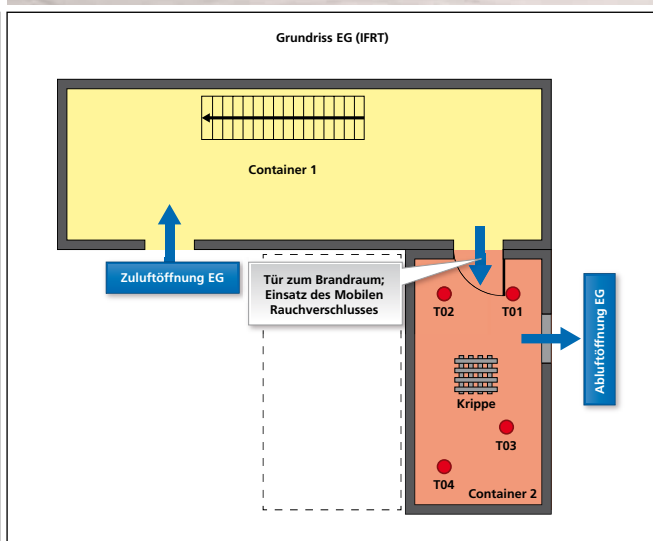 Grundriss EG (IFRT)
Container 1
Zuluftöffnung EG
Tür zum Brandraum;
Einsatz des Mobilen
Rauchverschlusses
T02
T01
Abluftöffnung EG
Krippe
T03
T04
Container 2